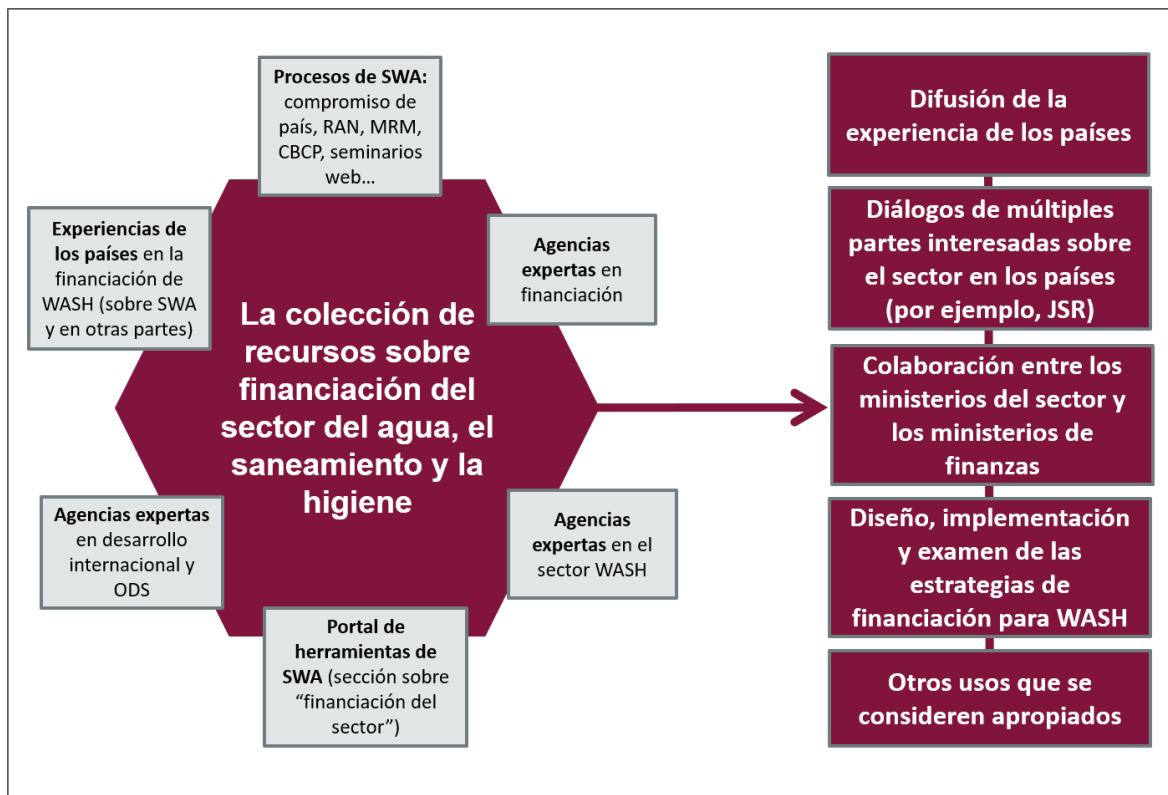 Procesos de SWA:
compromiso de
país, RAN, MRM,
CBCP, seminarios
web...
Experiencias de
los países en la
financiación de
WASH (sobre SWA
y en otras partes)
Agencias
expertas en
financiación
La colección de
recursos sobre
financiación del
sector del agua, el
saneamiento y la
higiene
Agencias expertas
en desarrollo
internacional y
ODS
Agencias
expertas en el
sector WASH
Portal de
herramientas de
SWA (sección sobre
“financiación del
sector”)
Difusión de la
experiencia de los países
Diálogos de múltiples
partes interesadas sobre
el sector en los países
(por ejemplo, JSR)
Colaboración entre los
ministerios del sector y
los ministerios de
finanzas
Diseño, implementación
y examen de las
estrategias de
financiación para WASH
Otros usos que se
consideren apropiados